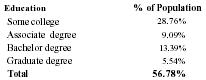 Education % of Population
Some college 28.76%
Associate degree 9.09%
Bachelor degree 13.39%
Graduate degree 5.54%
Total 56.78%